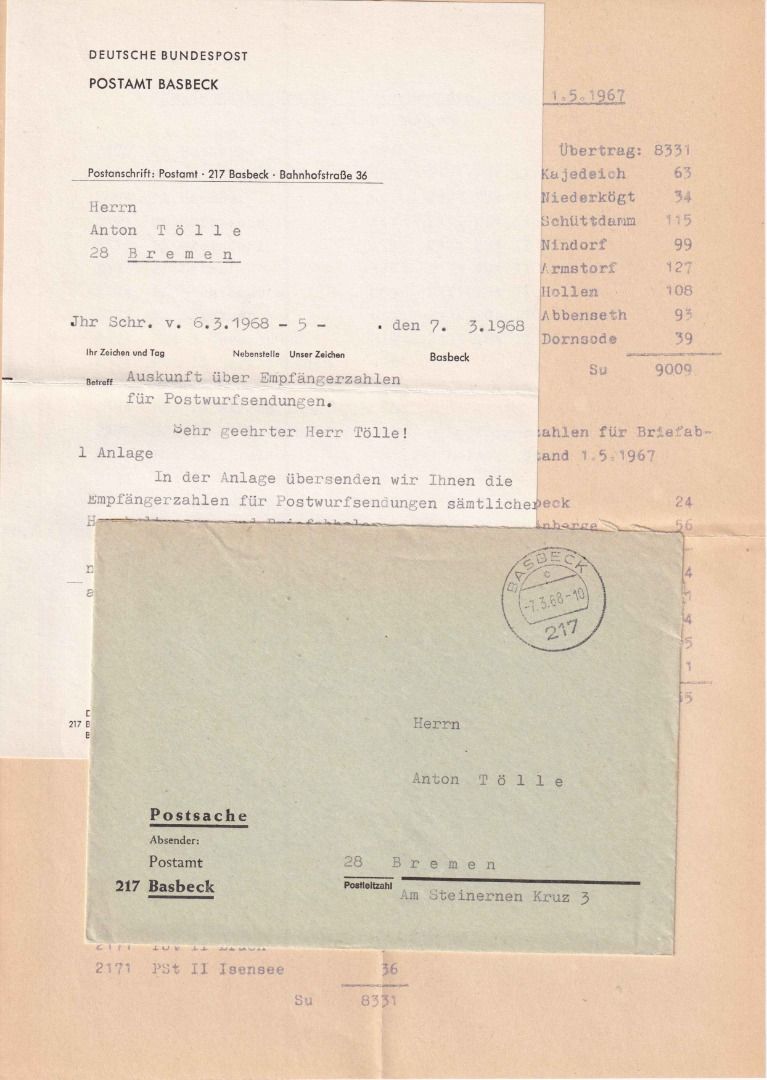 DEUTSCHE BUNDESPOST
POSTAMT BASBECK
Postanschrift: Postamt · 217 Basbeck · Bahnhofstraße 36
Herrn
Anton T ö l l e
28 B r e m e n
Jhr Schr. v. 6.3.1968 - 5 - . den 7. 3.1968
Ihr Zeichen und Tag Nebenstelle Unser Zeichen Basbeck
Betreff Auskunft über Empfängerzahlen
für Postwurfsendungen.
Sehr geehrter Herr Tölle!
1 Anlage
In der Anlage übersenden wir Ihnen die
Empfängerzahlen für Postwurfsendungen sämtlicher
217 B
1.5.1967
Übertrag: 8331
Kajedeich 63
Niederkögt 34
Schüttdamm 115
Nindorf 99
Armstorf 127
Hollen 108
Abbenseth 93
Dornsode 39
Su 9009
ahlen für Briefab-
and 1.5.1967
beck 24
nberge 56
4
1
4
5
1
5
BASBECK
c
-7.3.68-10
217
Herrn
Anton T ö l l e
Postsache
Absender:
Postamt
217 Basbeck
28 B r e m e n
Postleitzahl
Am Steinernen Kruz 3
2171 PSt II Isensee 36
Su 8331